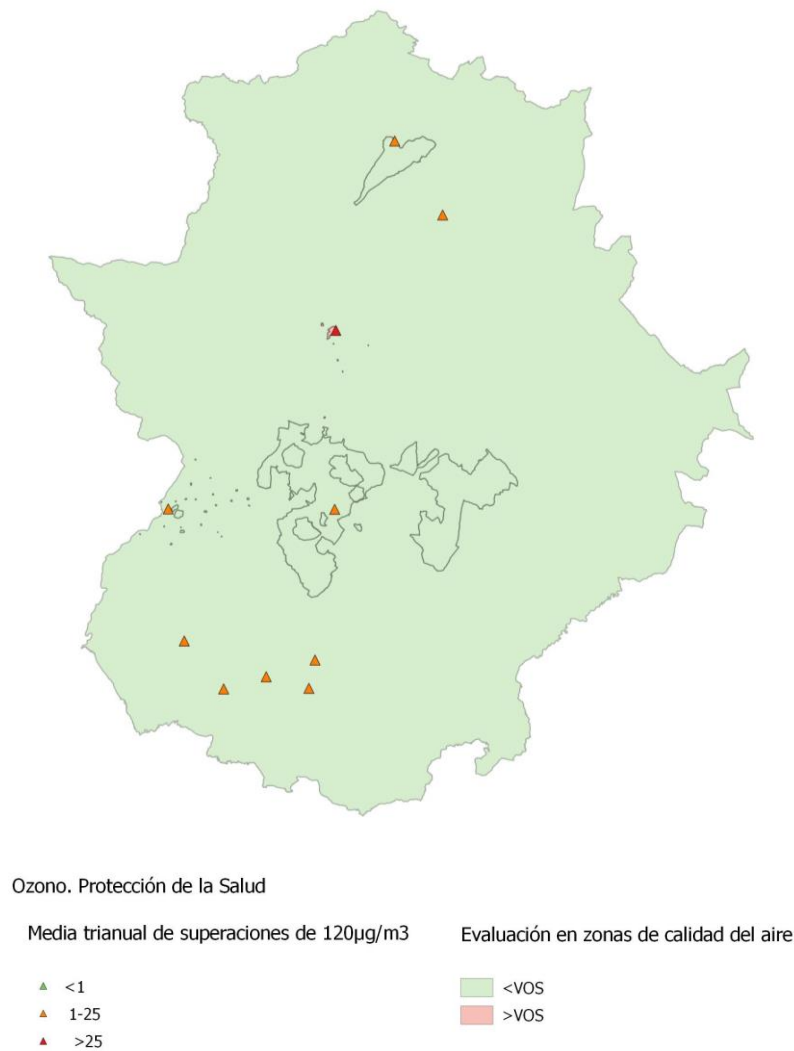 Ozono. Protección de la Salud
Media trianual de superaciones de 120µg/m3
<1
1-25
>25
Evaluación en zonas de calidad del aire
<VOS
>VOS